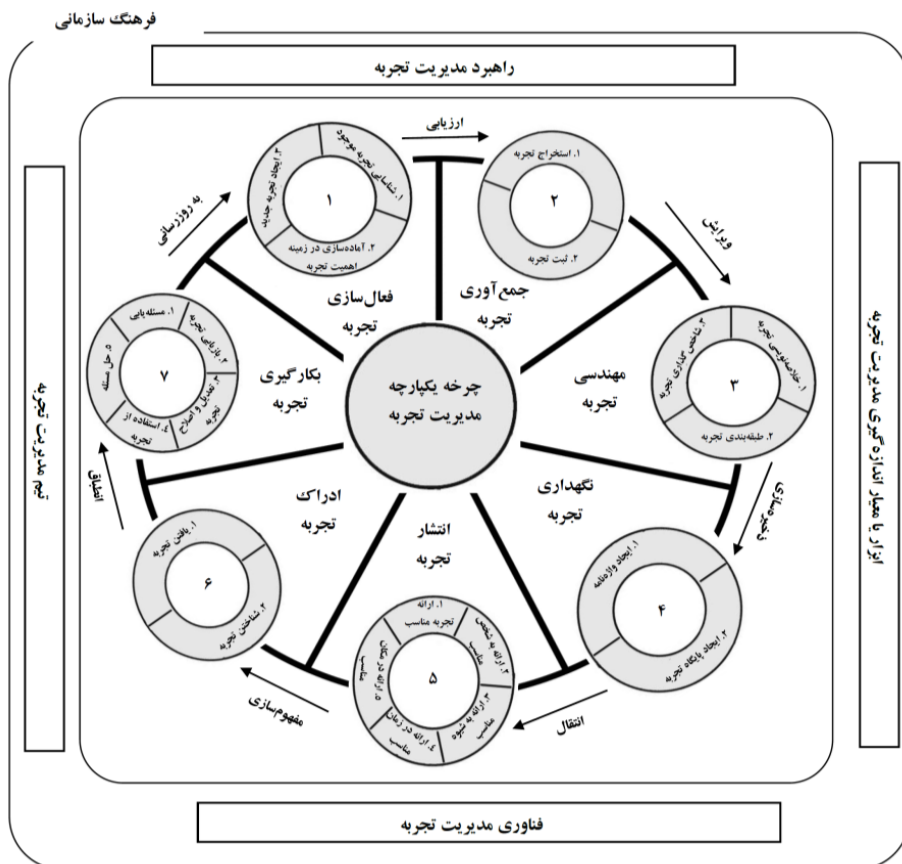 فرهنگ سازمانی
راهبرد مدیریت تجربه
ابزار یا معیار اندازه‌گیری مدیریت تجربه
فناوری مدیریت تجربه
تیم مدیریت تجربه
چرخه یکپارچه
مدیریت تجربه
فعال‌سازی
تجربه
۱
۱. شناسایی تجربه موجود
۲. آماده‌سازی در زمینه
اهمیت تجربه
۳. ایجاد تجربه جدید
ارزیابی
جمع‌آوری
تجربه
۲
۱. استخراج تجربه
۲. ثبت تجربه
ویرایش
مهندسی
تجربه
۳
۱. خلاصه‌نویسی تجربه
۲. طبقه‌بندی تجربه
۳. شاخص گذاری تجربه
ذخیره‌سازی
نگهداری
تجربه
۴
۱. ایجاد واژه‌نامه
۲. ایجاد پایگاه تجربه
انتقال
انتشار
تجربه
۵
۱. ارائه
تجربه مناسب
۲. ارائه به شخص
مناسب
۳. ارائه به شیوه
مناسب
۴. ارائه در زمان
مناسب
۵. ارائه در مکان
مناسب
مفهوم‌سازی
ادراک
تجربه
۶
۱. یافتن تجربه
۲. شناختن تجربه
انطباق
بکارگیری
تجربه
۷
۱. مسئله‌یابی
۲. بازیابی تجربه
۳. تعدیل و اصلاح
تجربه
۴. استفاده از
تجربه
۵. حل مسئله
به روزرسانی